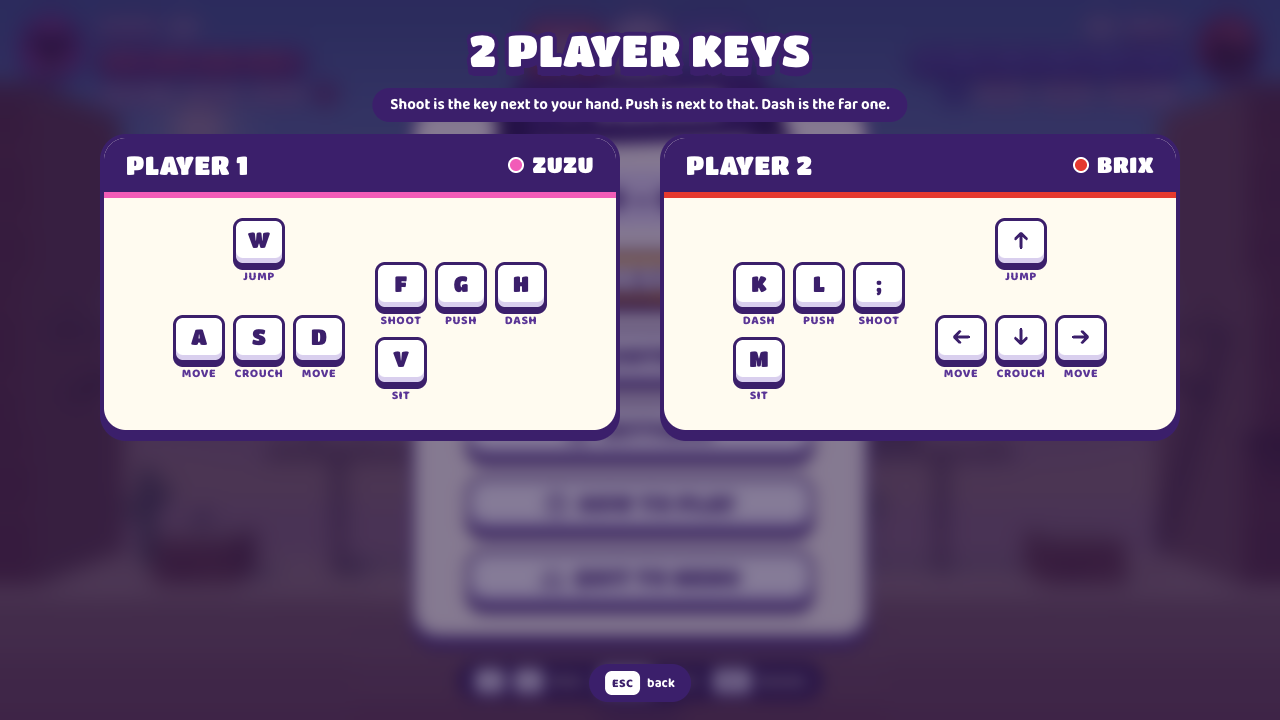 2 PLAYER KEYS
Shoot is the key next to your hand. Push is next to that. Dash is the far one.
PLAYER 1
ZUZU
W
JUMP
F G H
SHOOT PUSH DASH
A S D
MOVE CROUCH MOVE
V
SIT
PLAYER 2
BRIX
↑
JUMP
K L ;
DASH PUSH SHOOT
← ↓ →
MOVE CROUCH MOVE
M
SIT
ESC back